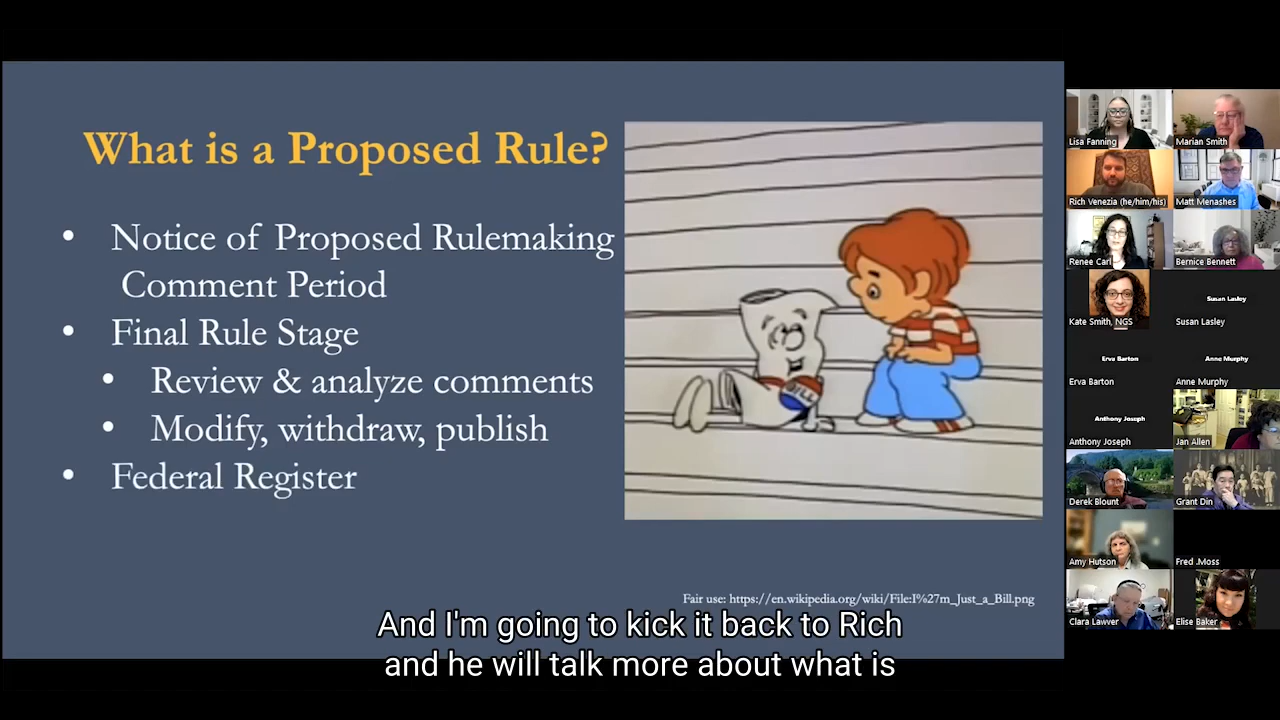 What is a Proposed Rule?
• Notice of Proposed Rulemaking
Comment Period
• Final Rule Stage
• Review & analyze comments
• Modify, withdraw, publish
• Federal Register
BILL
Fair use: https://en.wikipedia.org/wiki/File:I%27m_Just_a_Bill.png
And I'm going to kick it back to Rich
and he will talk more about what is
Lisa Fanning
Marian Smith
Rich Venezia (he/him/his)
Matt Menashes
Renee Carl
Bernice Bennett
Kate Smith, NGS
Susan Lasley
Susan Lasley
Erva Barton
Erva Barton
Anne Murphy
Anne Murphy
Anthony Joseph
Anthony Joseph
Jan Allen
Derek Blount
Grant Din
Amy Hutson
Fred .Moss
Clara Lawver
Elise Baker